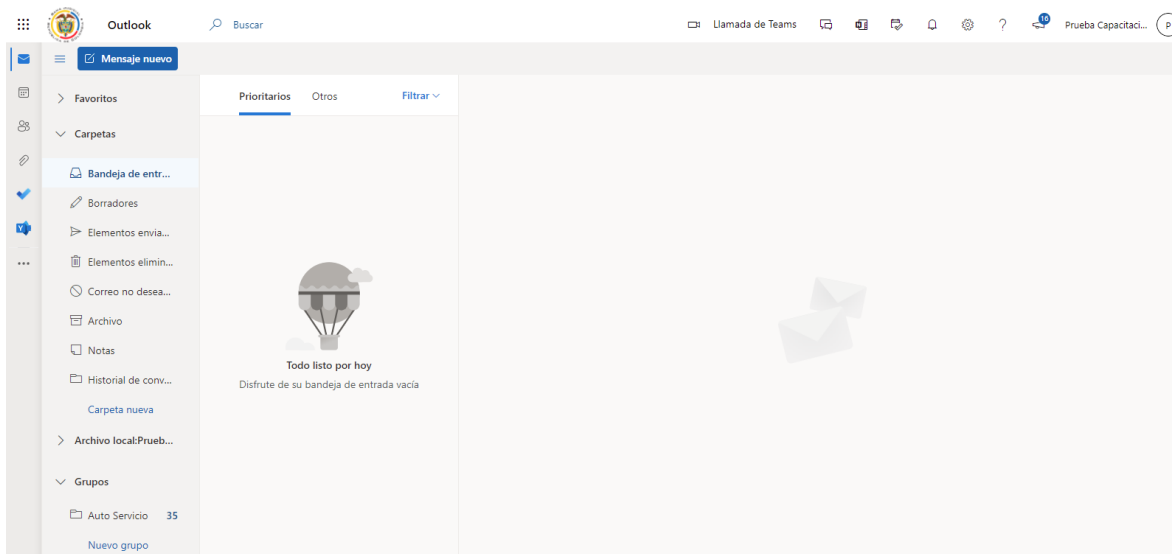 Outlook
Buscar
Llamada de Teams
16
Prueba Capacitaci...
P
Mensaje nuevo
Favoritos
Prioritarios
Otros
Filtrar
Carpetas
Bandeja de entr...
Borradores
Elementos envia...
Elementos elimin...
Correo no desea...
Archivo
Notas
Historial de conv...
Carpeta nueva
Archivo local:Prueb...
Grupos
Auto Servicio 35
Nuevo grupo
Todo listo por hoy
Disfrute de su bandeja de entrada vacía